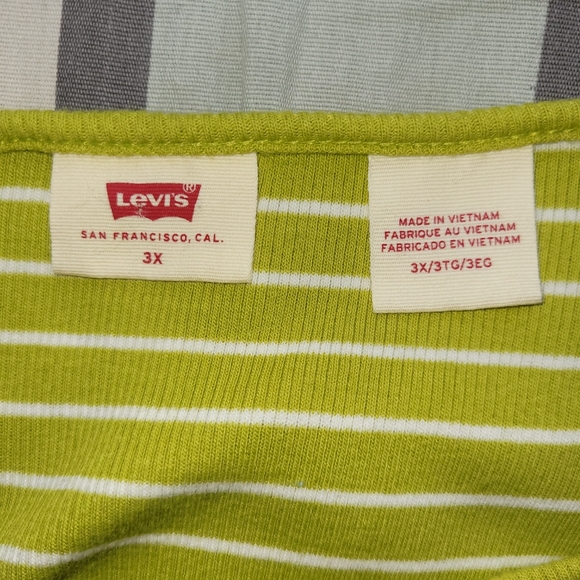 Levi's ®
SAN FRANCISCO, CAL.
3X
MADE IN VIETNAM
FABRIQUE AU VIETNAM
FABRICADO EN VIETNAM
3X/3TG/3EG